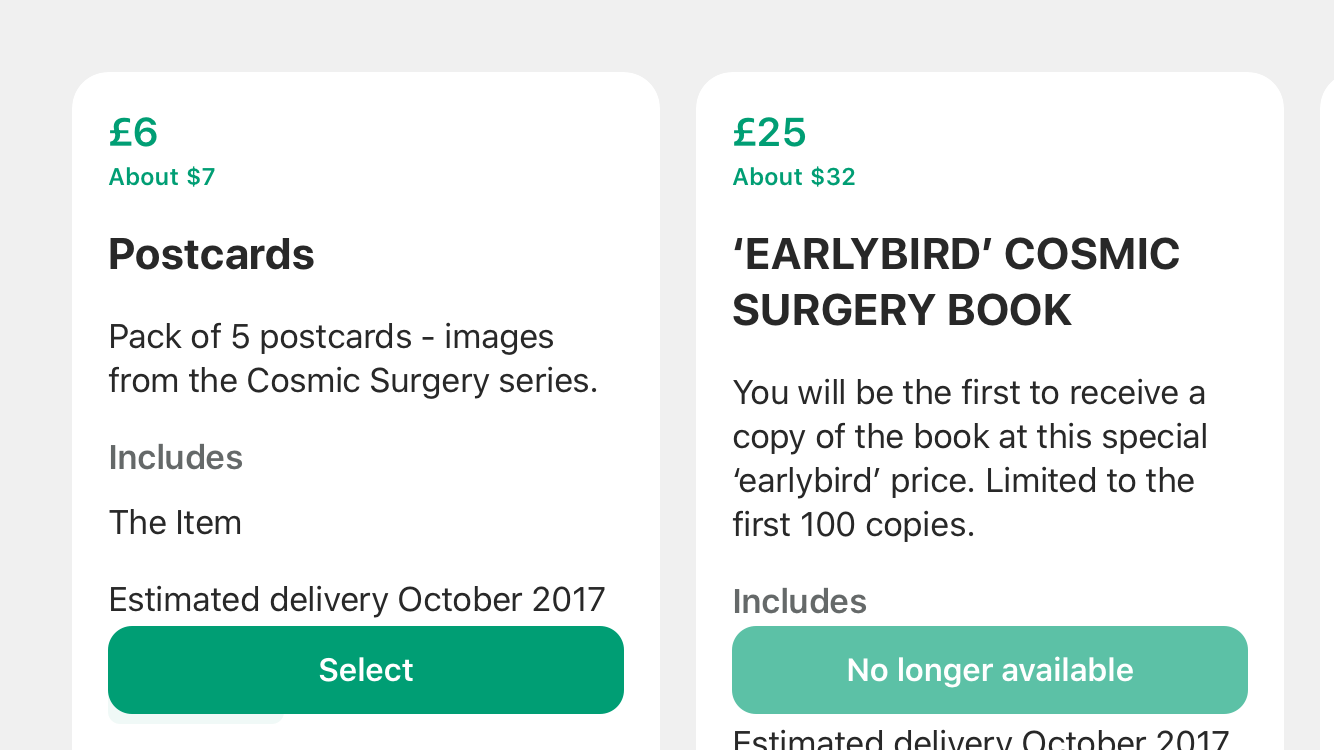 £6
About $7
Postcards
Pack of 5 postcards - images
from the Cosmic Surgery series.
Includes
The Item
Estimated delivery October 2017
Select
£25
About $32
‘EARLYBIRD’ COSMIC
SURGERY BOOK
You will be the first to receive a
copy of the book at this special
‘earlybird’ price. Limited to the
first 100 copies.
Includes
No longer available
Estimated delivery October 2017